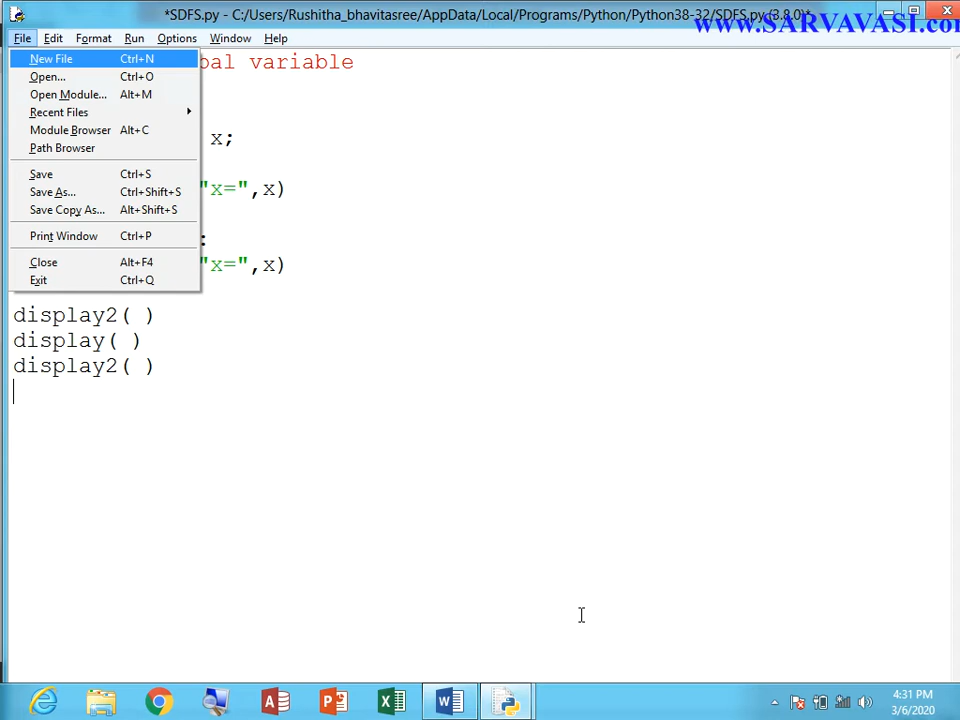 *SDFS.py - C:/Users/Rushitha_bhavitasree/AppData/Local/Programs/Python/Python38-32/SDFS.py (3.8.0)*
www.SARVAVASI.com
File Edit Format Run Options Window Help
New File Ctrl+N
bal variable
Open... Ctrl+O
Open Module... Alt+M
Recent Files
Module Browser Alt+C
x;
Path Browser
Save Ctrl+S
Save As... Ctrl+Shift+S
"x=",x)
Save Copy As... Alt+Shift+S
Print Window Ctrl+P
:
Close Alt+F4
"x=",x)
Exit Ctrl+Q
display2( )
display( )
display2( )
4:31 PM
3/6/2020